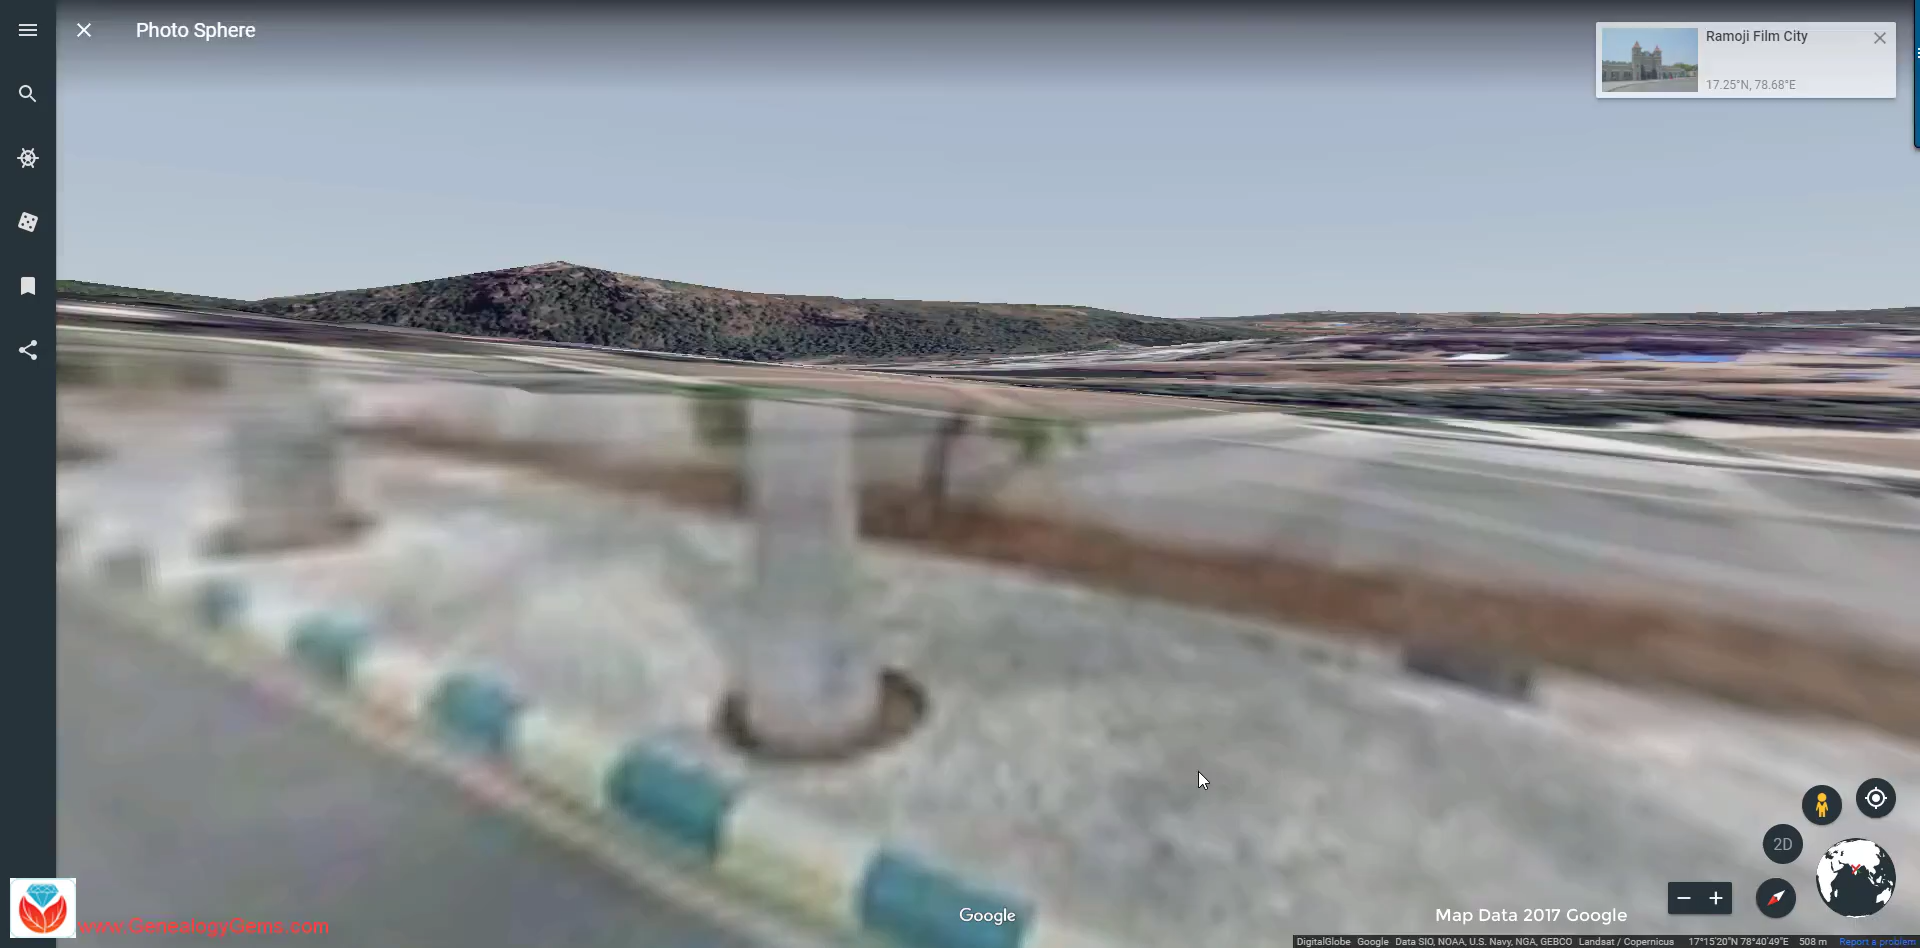 Photo Sphere
Ramoji Film City
17.25°N, 78.68°E
2D
Google
Map Data 2017 Google
www.GenealogyGems.com
DigitalGlobe Google Data SIO, NOAA, U.S. Navy, NGA, GEBCO Landsat / Copernicus 17°15'20"N 78°40'49"E 508 m Report a problem